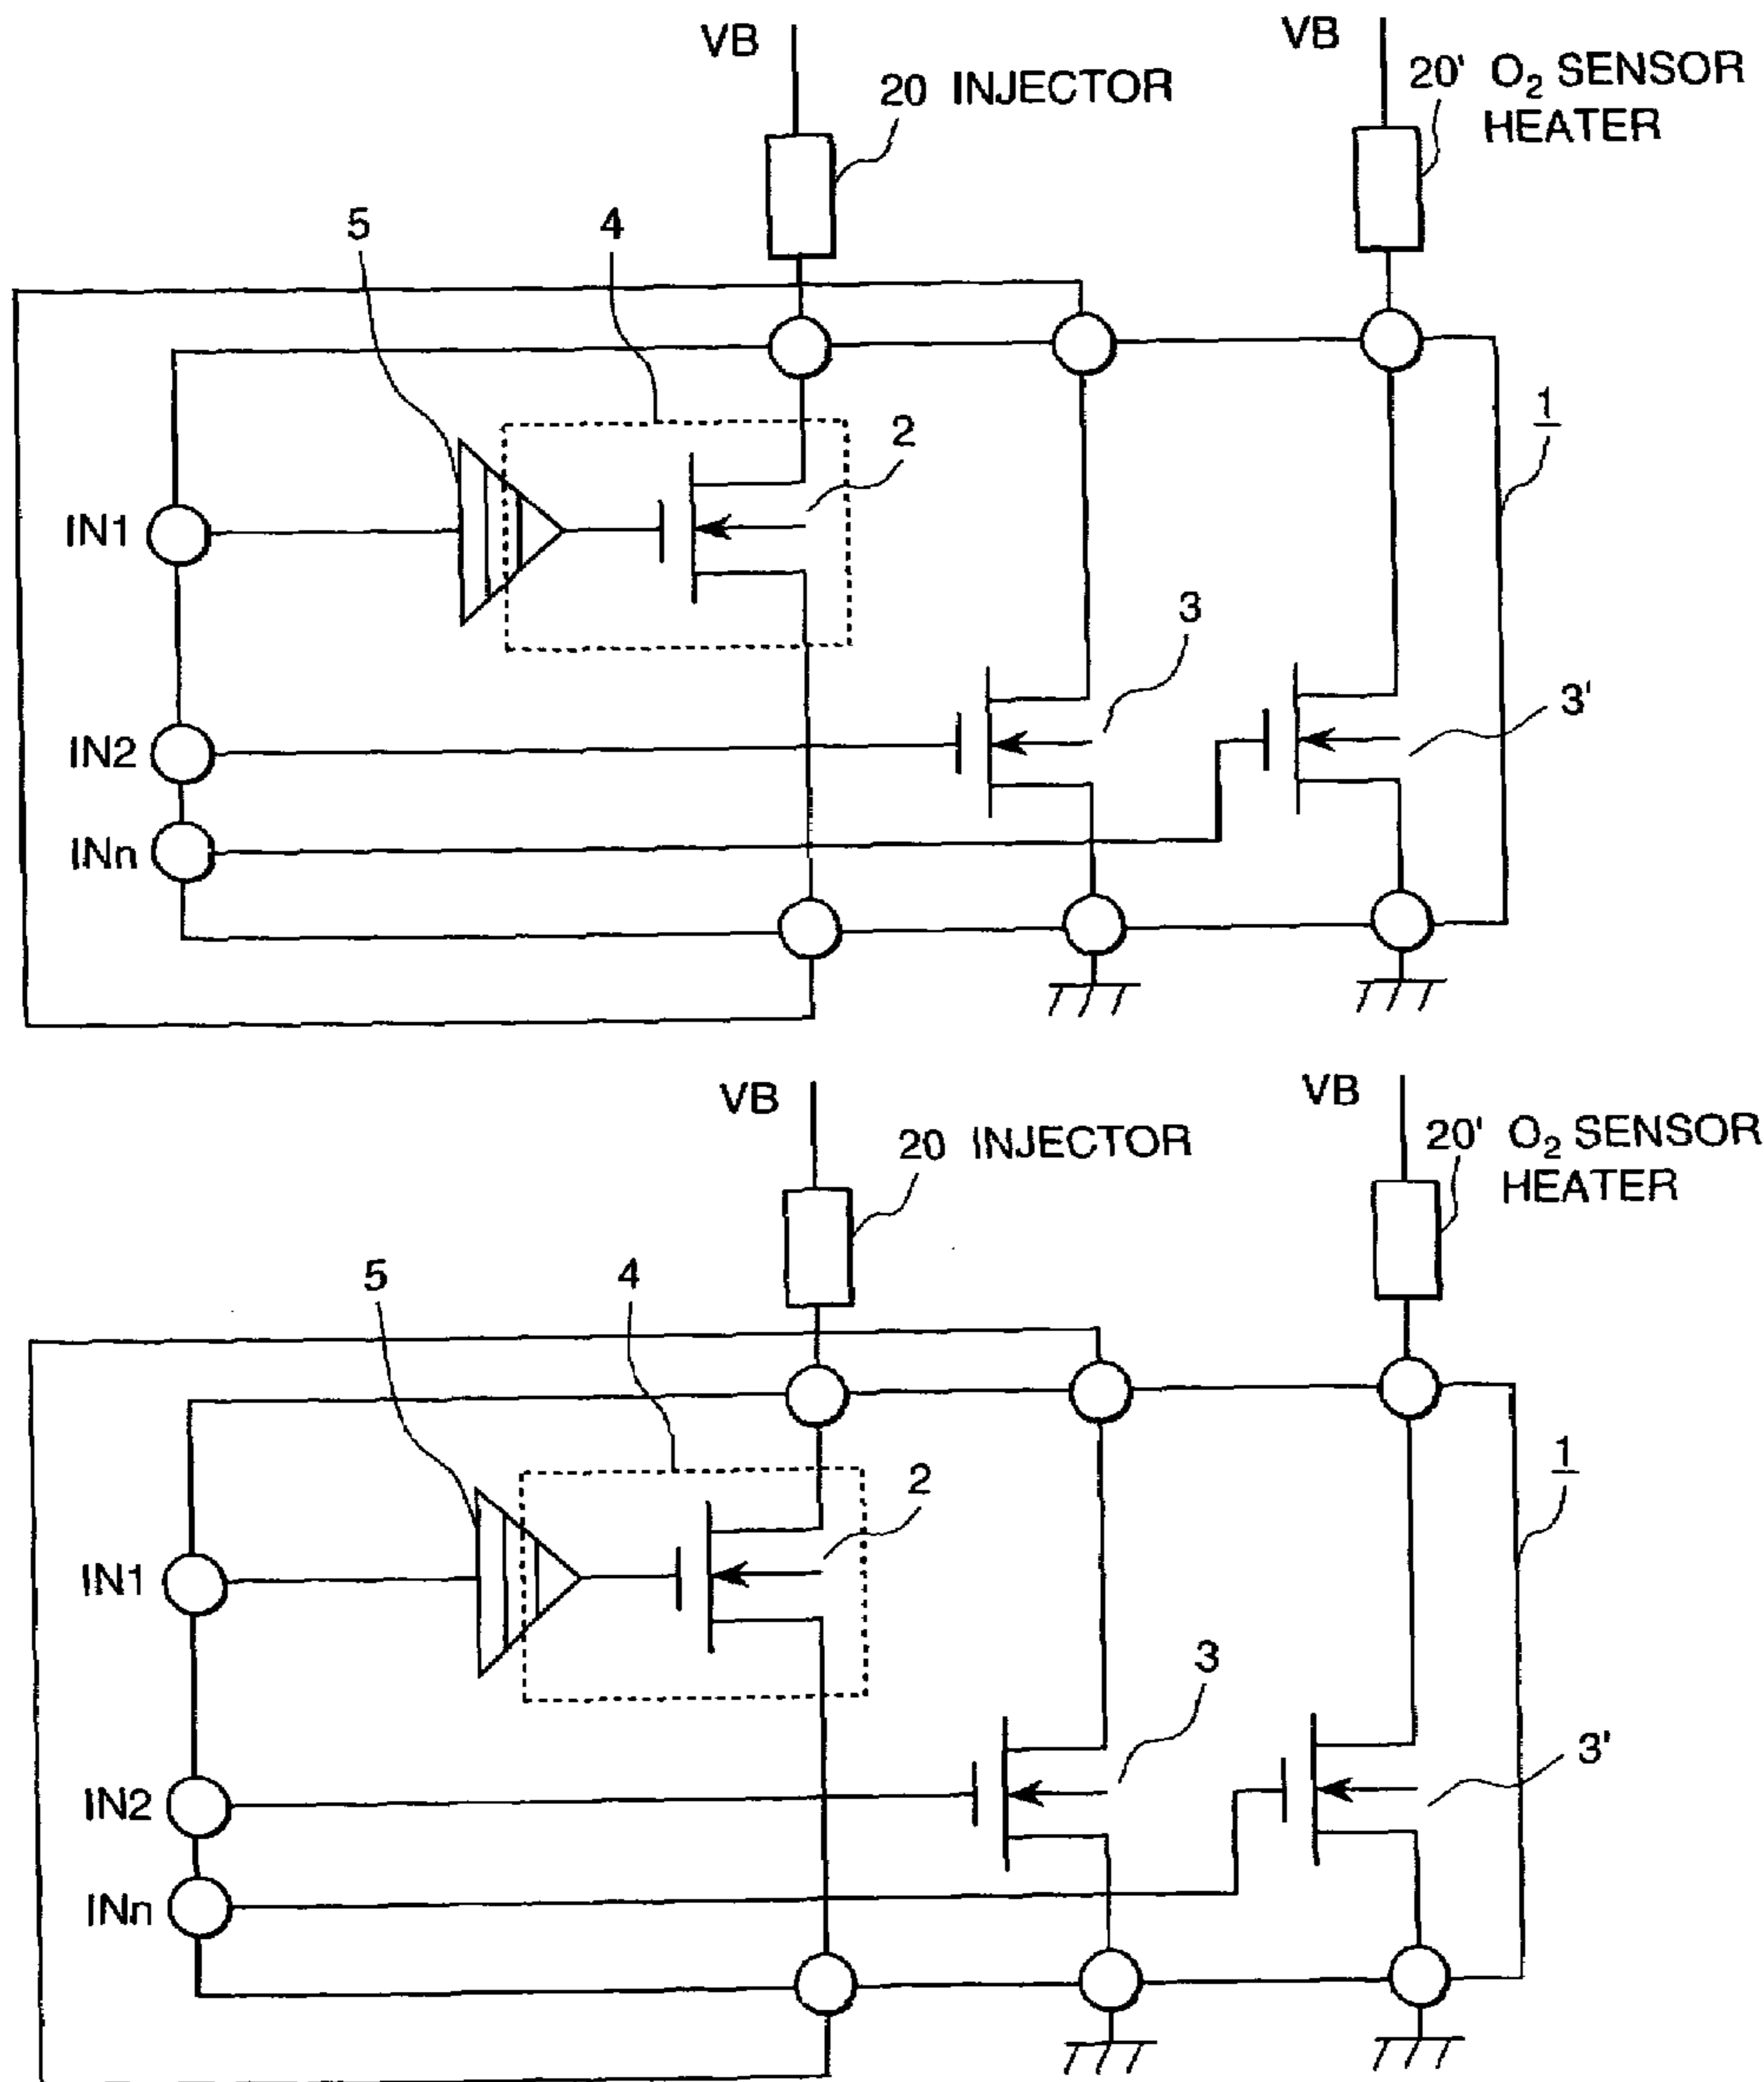 VB
VB
20 INJECTOR
20' O₂ SENSOR
HEATER
5
4
2
1
IN1
3
3'
IN2
INn
VB
VB
20 INJECTOR
20' O₂ SENSOR
HEATER
5
4
2
1
IN1
3
3'
IN2
INn